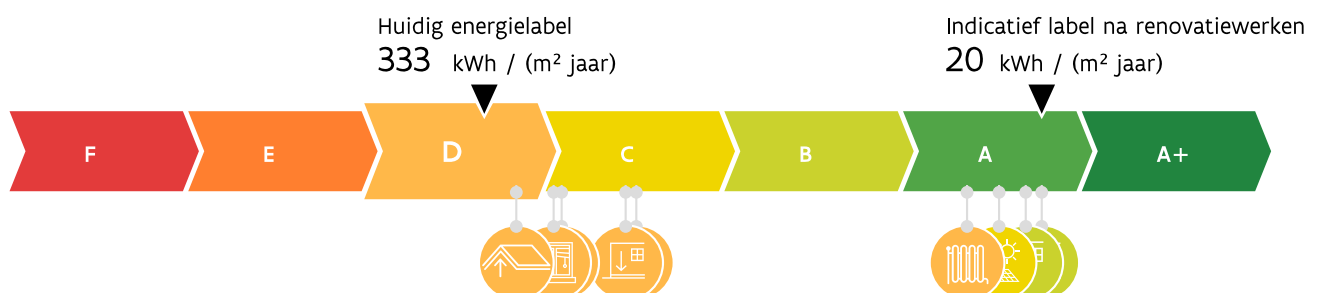 Huidig energielabel
333 kWh / (m² jaar)
Indicatief label na renovatiewerken
20 kWh / (m² jaar)
F E D C B A A+